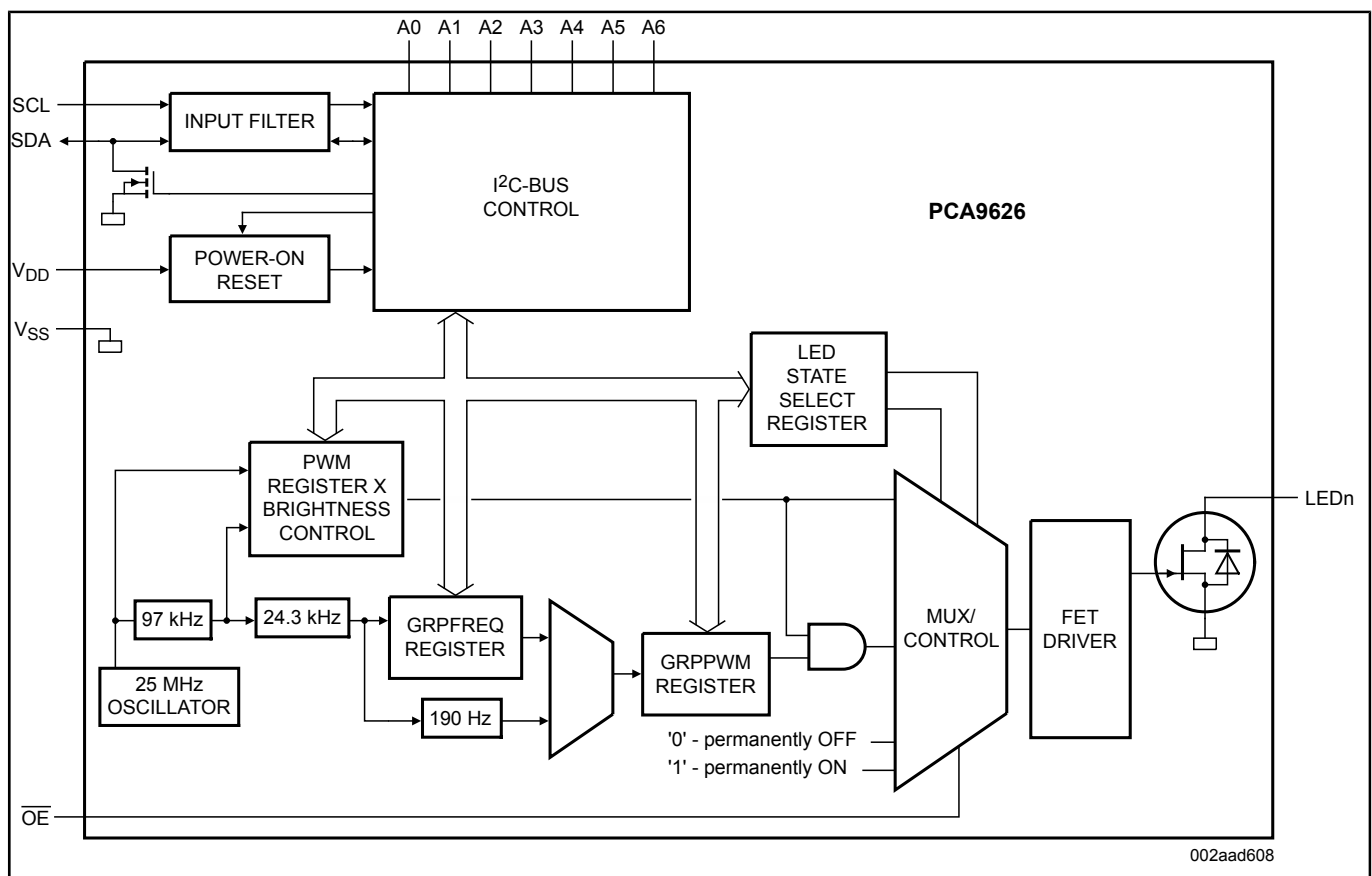 A0 A1 A2 A3 A4 A5 A6
SCL
SDA
INPUT FILTER
I2C-BUS
CONTROL
PCA9626
VDD
POWER-ON
RESET
VSS
LED
STATE
SELECT
REGISTER
PWM
REGISTER X
BRIGHTNESS
CONTROL
LEDn
97 kHz
24.3 kHz
GRPFREQ
REGISTER
MUX/
CONTROL
FET
DRIVER
GRPPWM
REGISTER
25 MHz
OSCILLATOR
190 Hz
'0' - permanently OFF
'1' - permanently ON
OE
002aad608